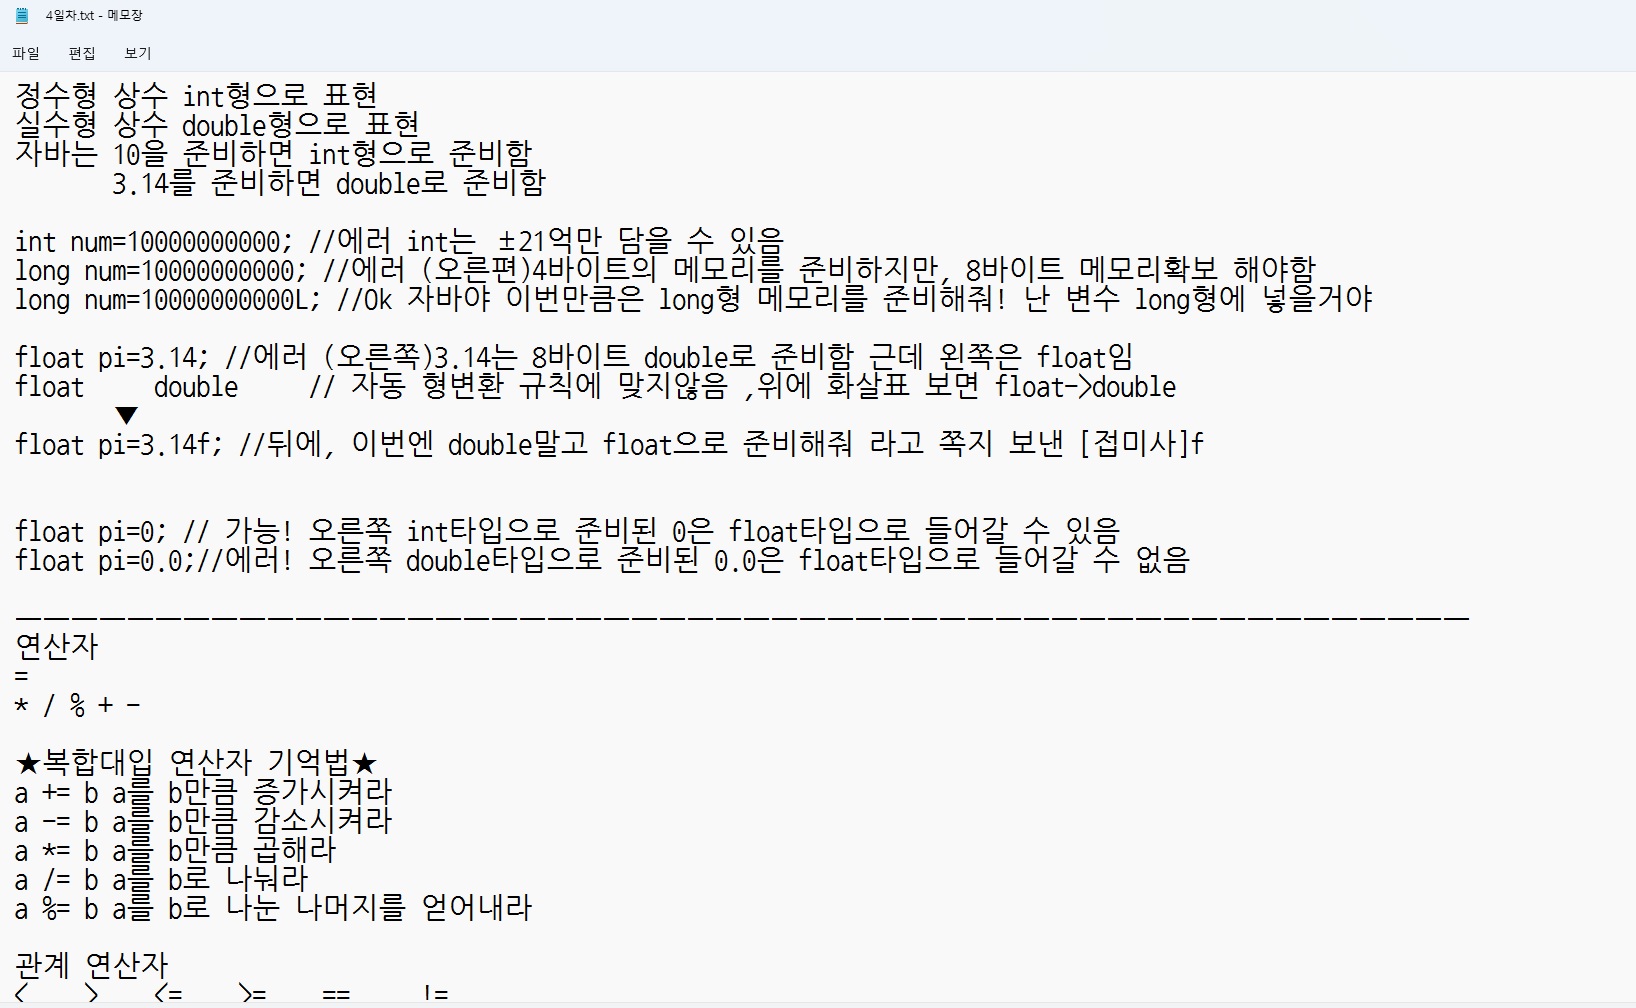 4일차.txt - 메모장
파일 편집 보기
정수형 상수 int형으로 표현
실수형 상수 double형으로 표현
자바는 10을 준비하면 int형으로 준비함
3.14를 준비하면 double로 준비함
int num=10000000000; //에러 int는 ±21억만 담을 수 있음
long num=10000000000; //에러 (오른편)4바이트의 메모리를 준비하지만, 8바이트 메모리확보 해야함
long num=10000000000L; //Ok 자바야 이번만큼은 long형 메모리를 준비해줘! 난 변수 long형에 넣을거야
float pi=3.14; //에러 (오른쪽)3.14는 8바이트 double로 준비함 근데 왼쪽은 float임
float double // 자동 형변환 규칙에 맞지않음 ,위에 화살표 보면 float->double
▼
float pi=3.14f; //뒤에, 이번엔 double말고 float으로 준비해줘 라고 쪽지 보낸 [접미사]f
float pi=0; // 가능! 오른쪽 int타입으로 준비된 0은 float타입으로 들어갈 수 있음
float pi=0.0;//에러! 오른쪽 double타입으로 준비된 0.0은 float타입으로 들어갈 수 없음
ㅡㅡㅡㅡㅡㅡㅡㅡㅡㅡㅡㅡㅡㅡㅡㅡㅡㅡㅡㅡㅡㅡㅡㅡㅡㅡㅡㅡㅡㅡㅡㅡㅡㅡㅡㅡㅡㅡㅡㅡㅡㅡㅡㅡㅡㅡㅡㅡㅡㅡㅡㅡ
연산자
=
* / % + -
★복합대입 연산자 기억법★
a += b a를 b만큼 증가시켜라
a -= b a를 b만큼 감소시켜라
a *= b a를 b만큼 곱해라
a /= b a를 b로 나눠라
a %= b a를 b로 나눈 나머지를 얻어내라
관계 연산자
< > <= >= == !=